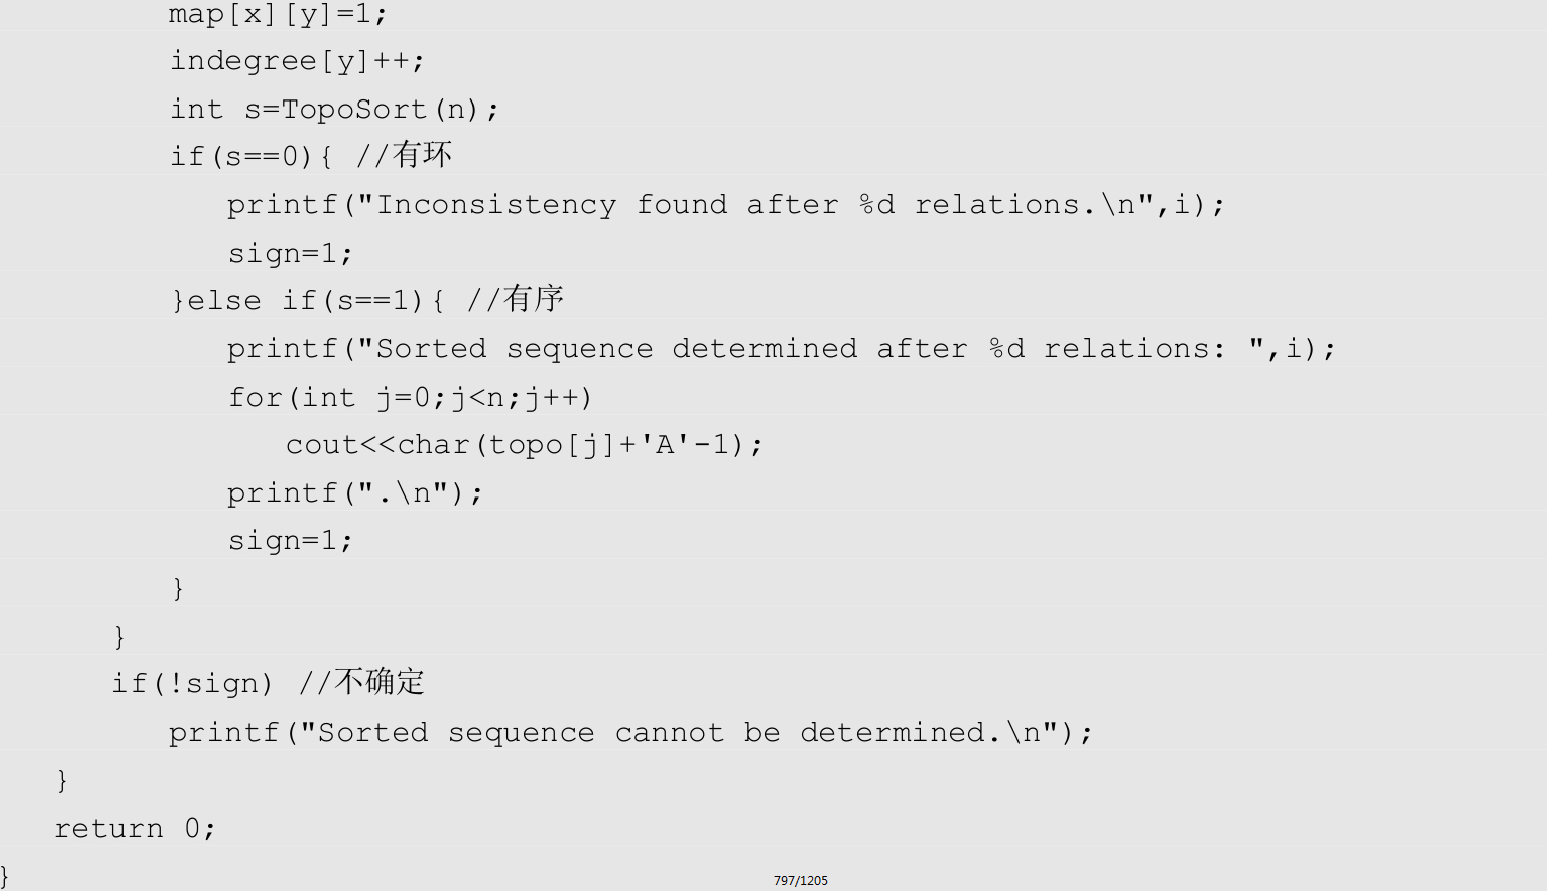 map[x][y]=1;
indegree[y]++;
int s=TopoSort(n);
if(s==0){ //有环
printf("Inconsistency found after %d relations.\n",i);
sign=1;
}else if(s==1){ //有序
printf("Sorted sequence determined after %d relations: ",i);
for(int j=0;j<n;j++)
cout<<char(topo[j]+'A'-1);
printf(".\n");
sign=1;
}
}
if(!sign) //不确定
printf("Sorted sequence cannot be determined.\n");
}
return 0;
}
797/1205